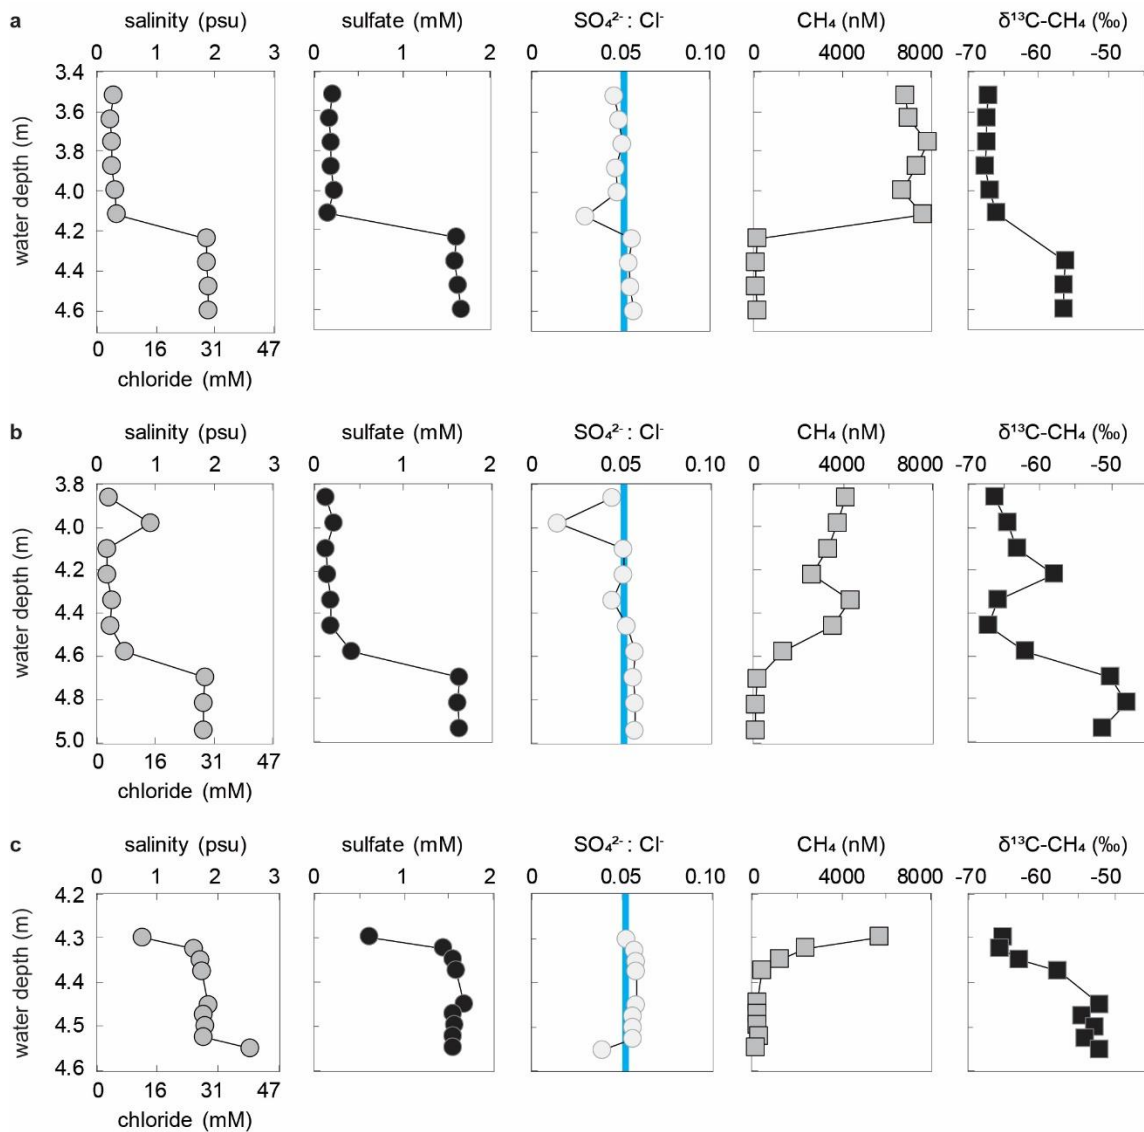 a salinity (psu) sulfate (mM) SO₄²⁻ : Cl⁻ CH₄ (nM) δ¹³C-CH₄ (‰)
0 1 2 3 0 1 2 0 0.05 0.10 0 4000 8000 -70 -60 -50
3.4
3.6
3.8
4.0
4.2
4.4
4.6
water depth (m)
0 16 31 47
chloride (mM)
b salinity (psu) sulfate (mM) SO₄²⁻ : Cl⁻ CH₄ (nM) δ¹³C-CH₄ (‰)
0 1 2 3 0 1 2 0 0.05 0.10 0 4000 8000 -70 -60 -50
3.8
4.0
4.2
4.4
4.6
4.8
5.0
water depth (m)
0 16 31 47
chloride (mM)
c salinity (psu) sulfate (mM) SO₄²⁻ : Cl⁻ CH₄ (nM) δ¹³C-CH₄ (‰)
0 1 2 3 0 1 2 0 0.05 0.10 0 4000 8000 -70 -60 -50
4.2
4.3
4.4
4.5
4.6
water depth (m)
0 16 31 47
chloride (mM)